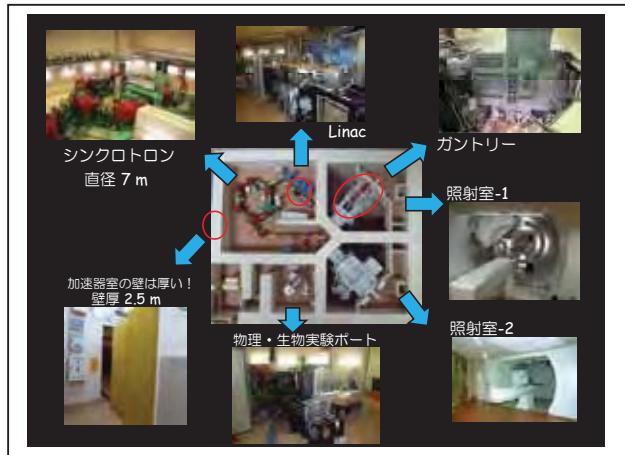 Linac
シンクロトロン
直径 7 m
ガントリー
照射室-1
加速器室の壁は厚い!
壁厚 2.5 m
物理・生物実験ポート
照射室-2